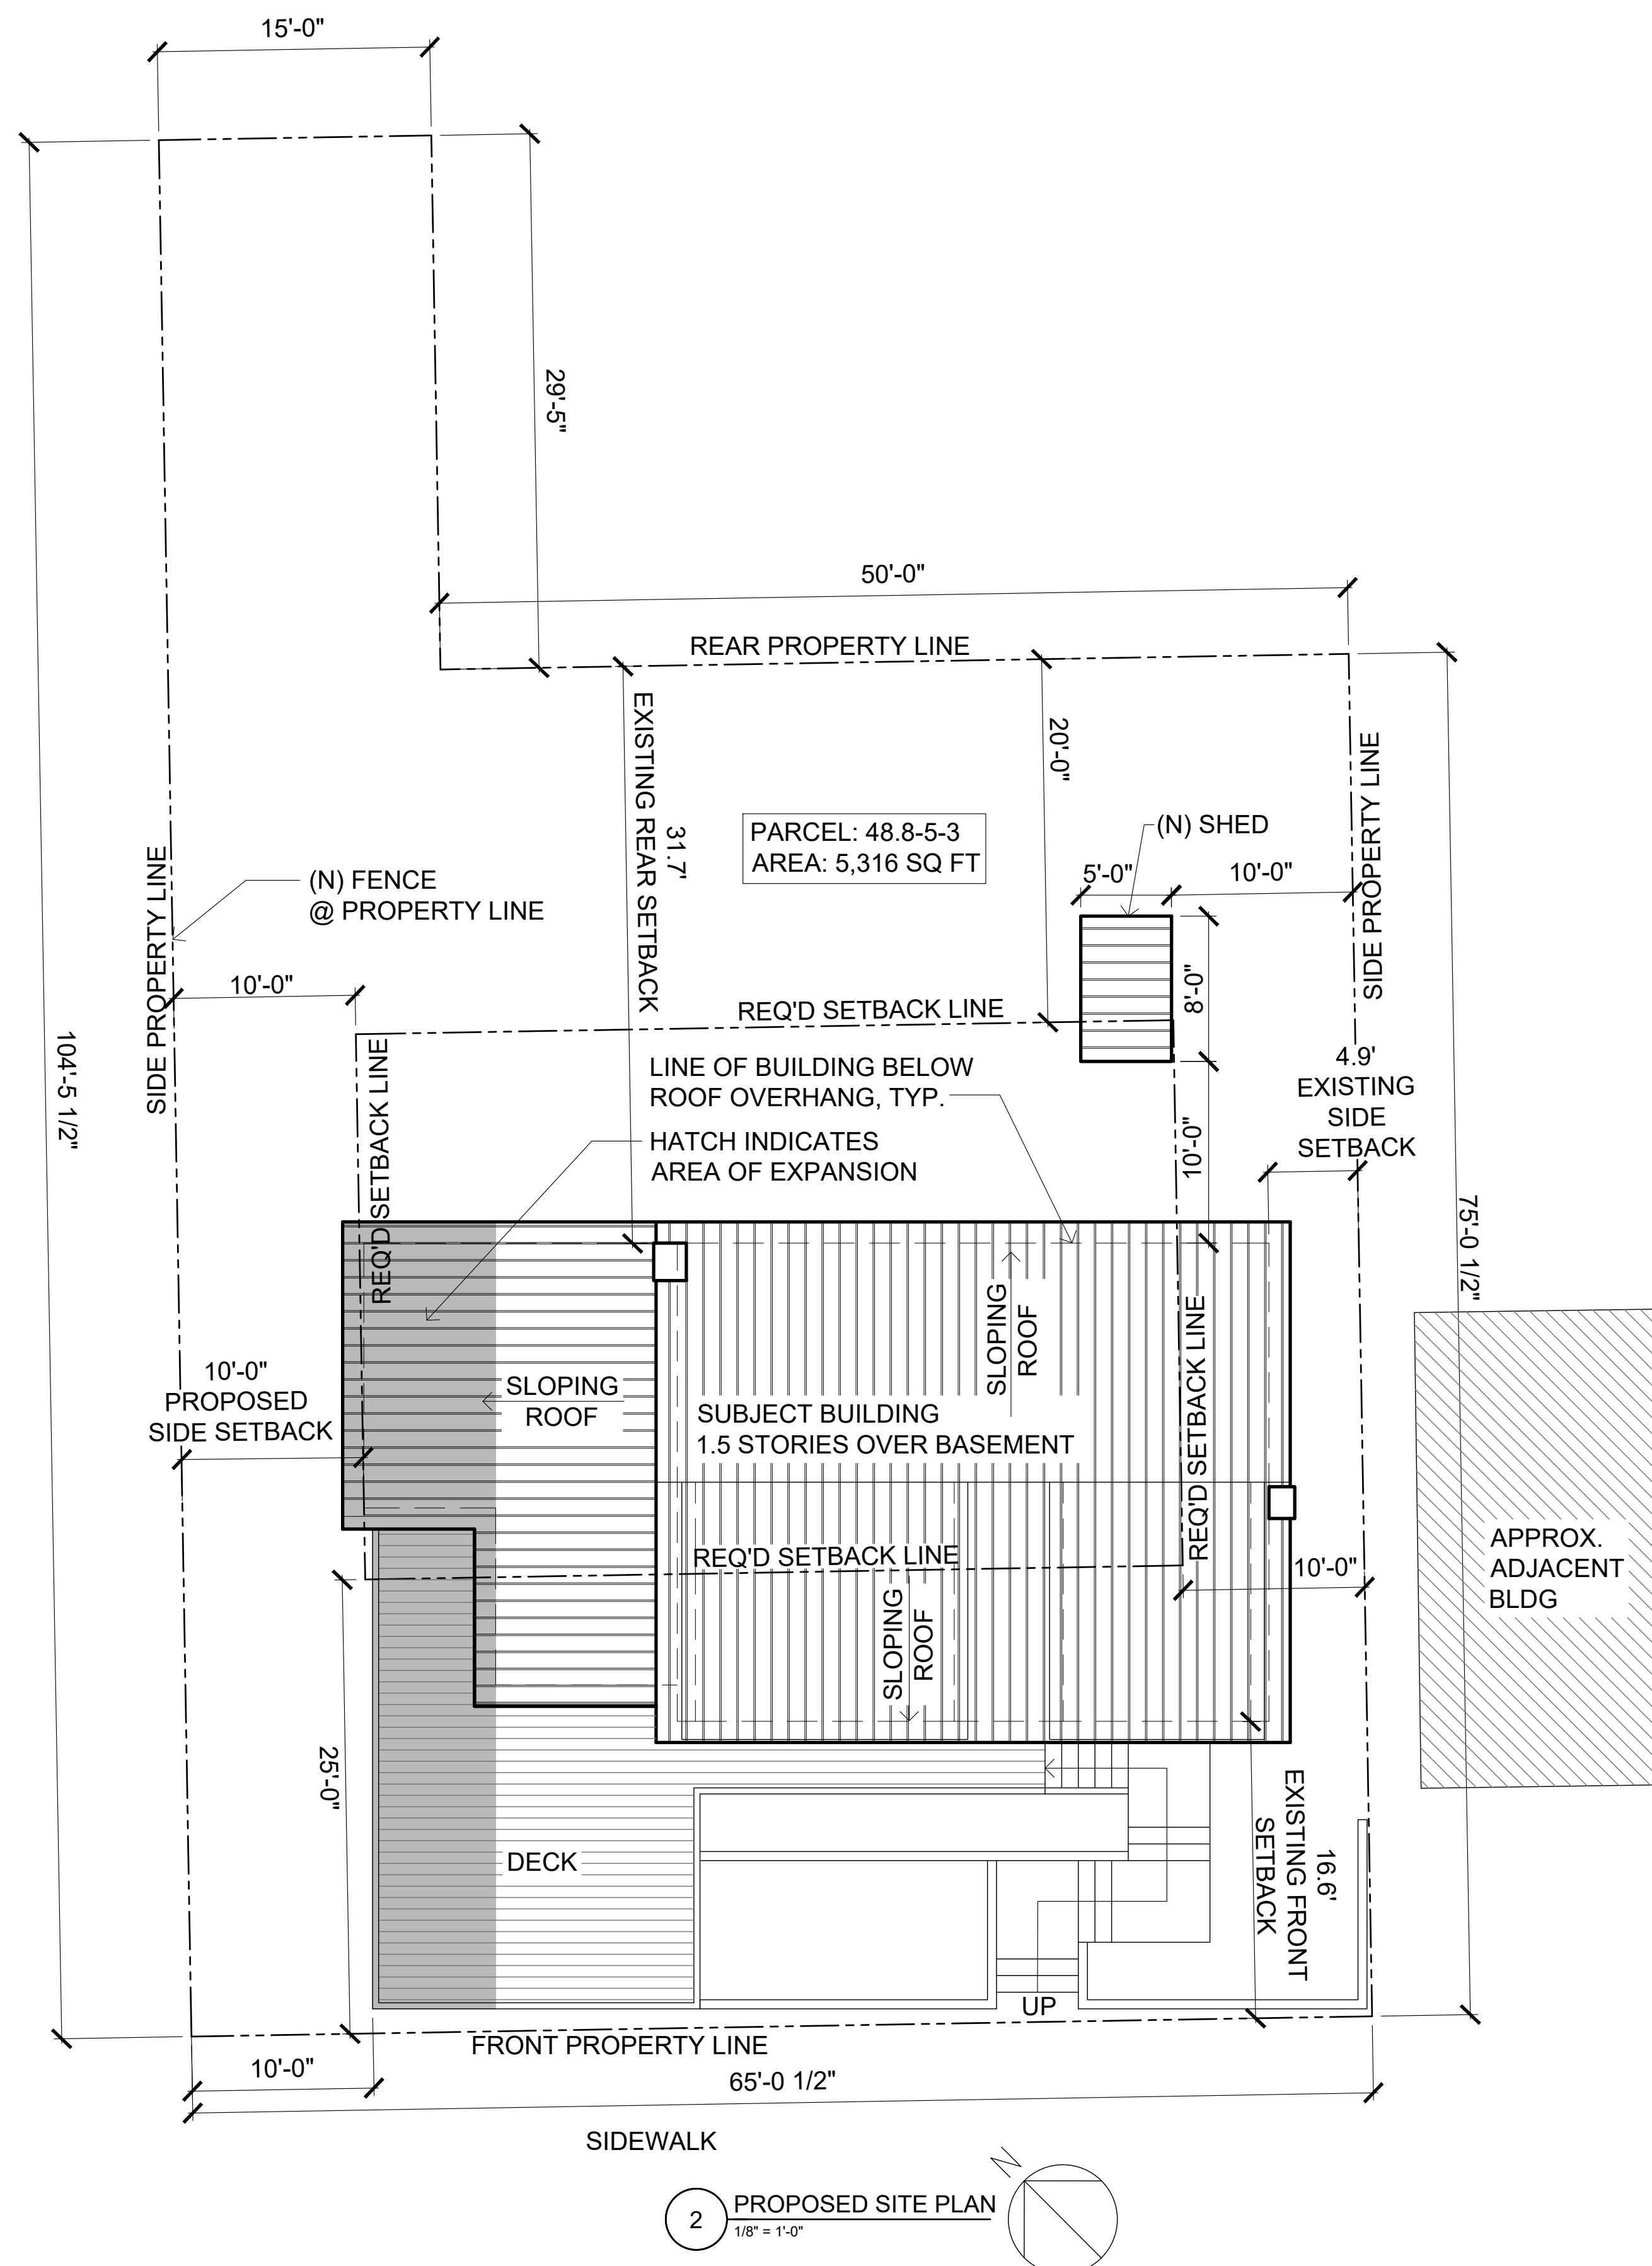 15'-0"
29'-5"
50'-0"
REAR PROPERTY LINE
EXISTING REAR SETBACK
31.7'
20'-0"
PARCEL: 48.8-5-3
AREA: 5,316 SQ FT
(N) SHED
5'-0"
10'-0"
SIDE PROPERTY LINE
SIDE PROPERTY LINE
(N) FENCE
@ PROPERTY LINE
10'-0"
8'-0"
REQ'D SETBACK LINE
104'-5 1/2"
REQ'D SETBACK LINE
LINE OF BUILDING BELOW
ROOF OVERHANG, TYP.
HATCH INDICATES
AREA OF EXPANSION
10'-0"
4.9'
EXISTING
SIDE
SETBACK
75'-0 1/2"
SLOPING
ROOF
REQ'D SETBACK LINE
10'-0"
PROPOSED
SIDE SETBACK
SLOPING
ROOF
SUBJECT BUILDING
1.5 STORIES OVER BASEMENT
REQ'D SETBACK LINE
10'-0"
APPROX.
ADJACENT
BLDG
SLOPING
ROOF
25'-0"
DECK
16.6'
EXISTING FRONT
SETBACK
UP
FRONT PROPERTY LINE
10'-0"
65'-0 1/2"
SIDEWALK
N
2
PROPOSED SITE PLAN
1/8" = 1'-0"